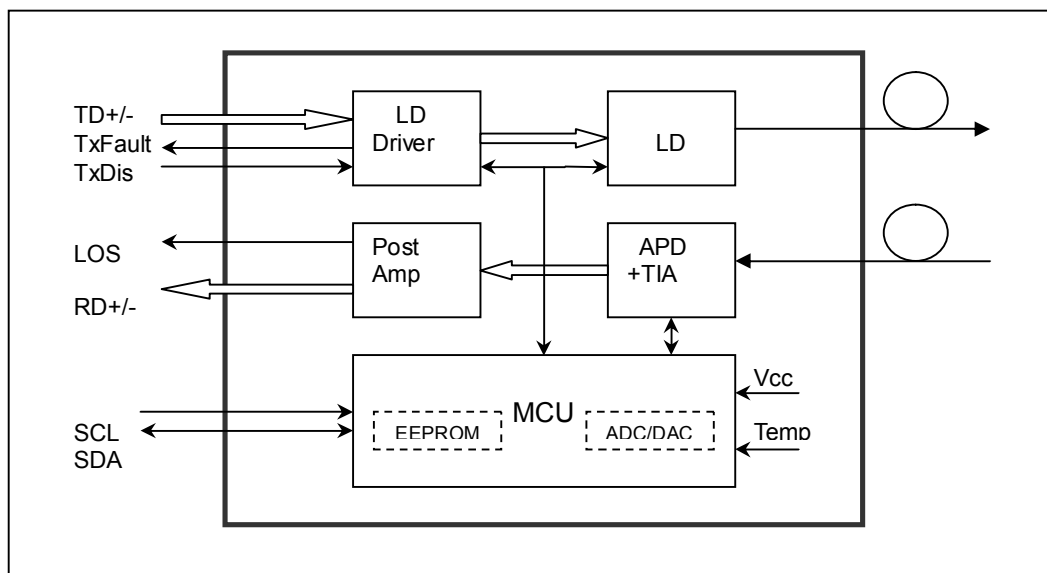 TD+/-
TxFault
TxDis
LD
Driver
LD
LOS
RD+/-
Post
Amp
APD
+TIA
SCL
SDA
MCU
EEPROM
ADC/DAC
Vcc
Temp